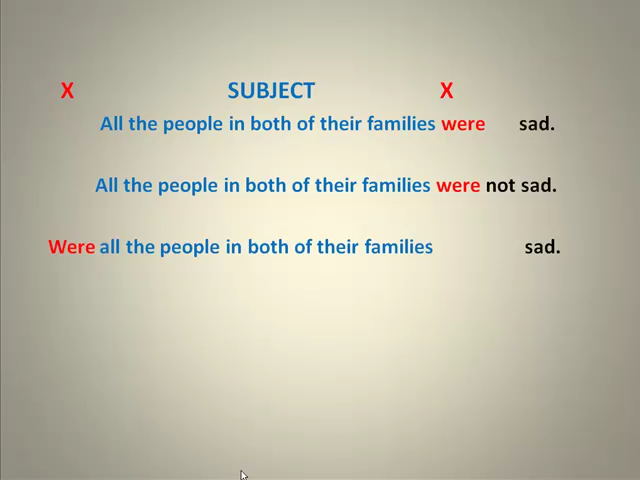 X SUBJECT X
All the people in both of their families were sad.
All the people in both of their families were not sad.
Were all the people in both of their families sad.